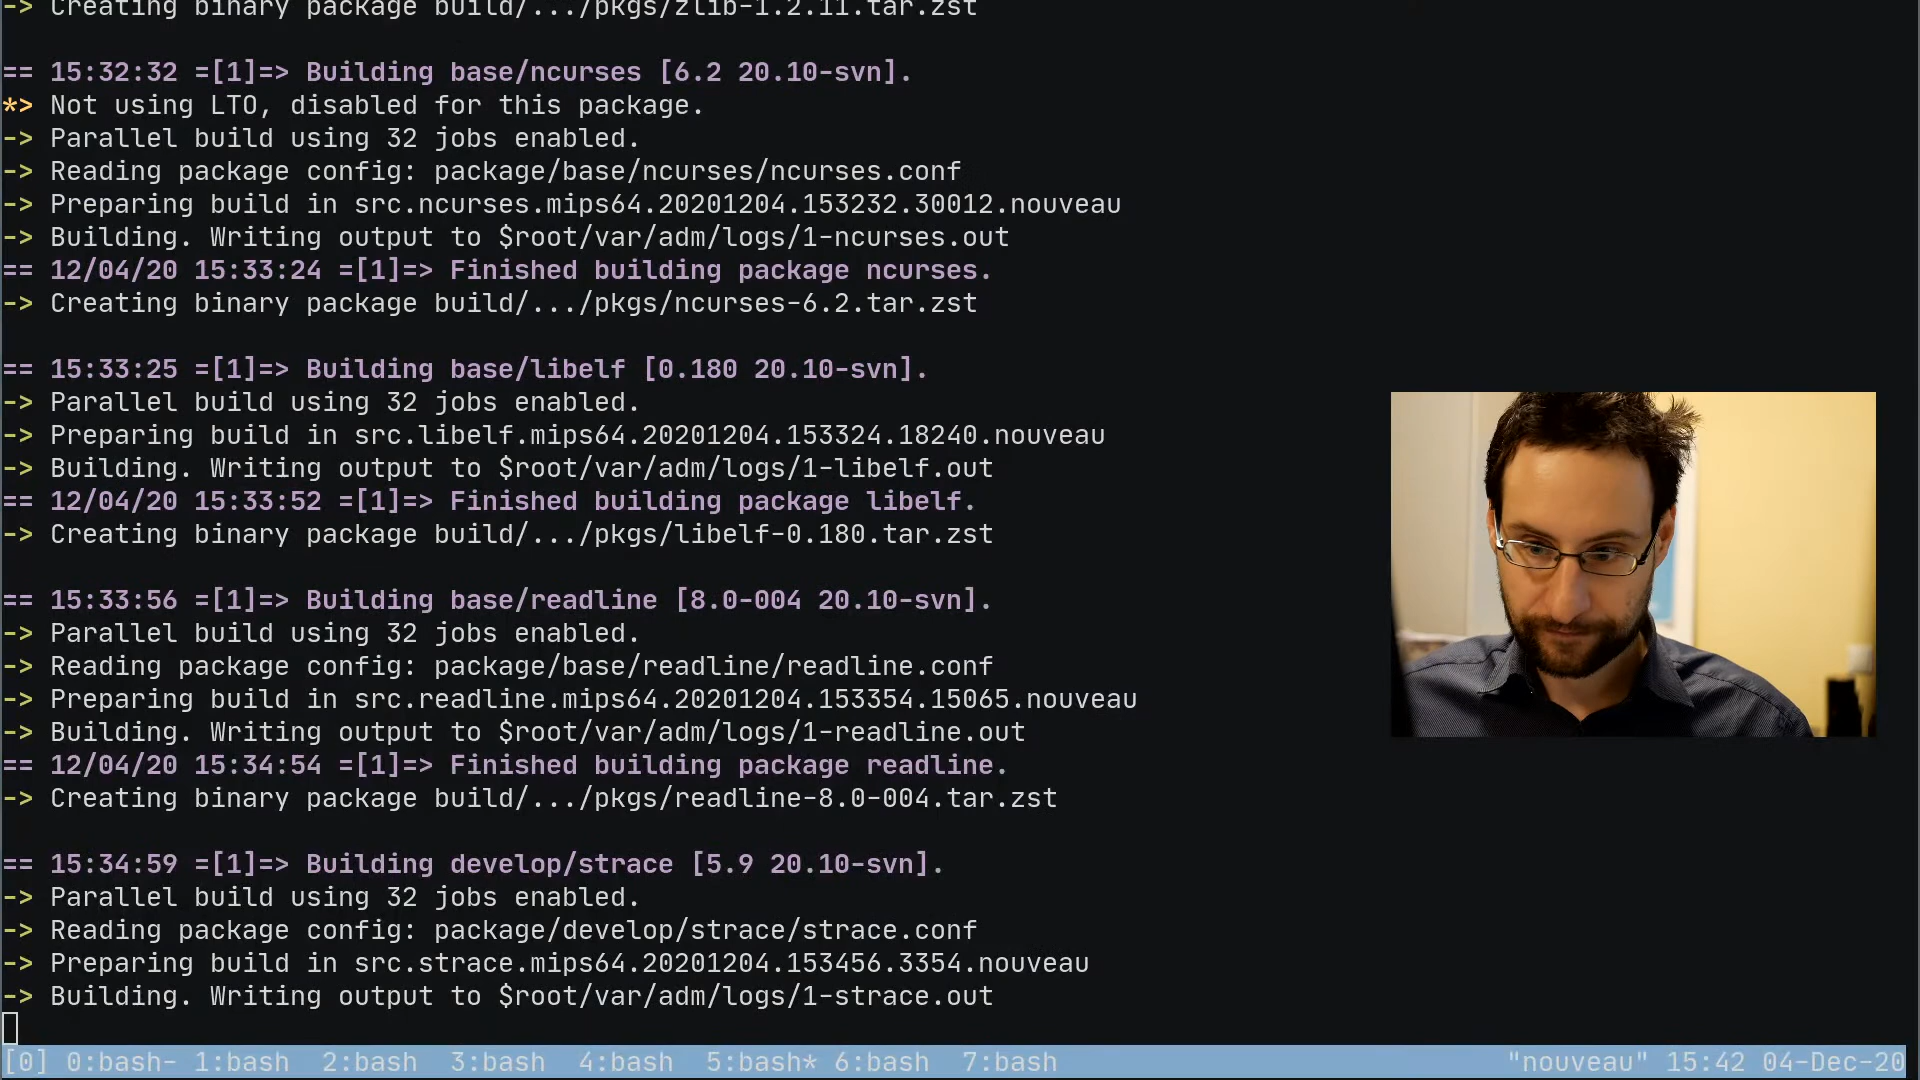 -> Creating binary package build/.../pkgs/zlib-1.2.11.tar.zst
== 15:32:32 =[1]=> Building base/ncurses [6.2 20.10-svn].
*> Not using LTO, disabled for this package.
-> Parallel build using 32 jobs enabled.
-> Reading package config: package/base/ncurses/ncurses.conf
-> Preparing build in src.ncurses.mips64.20201204.153232.30012.nouveau
-> Building. Writing output to $root/var/adm/logs/1-ncurses.out
== 12/04/20 15:33:24 =[1]=> Finished building package ncurses.
-> Creating binary package build/.../pkgs/ncurses-6.2.tar.zst
== 15:33:25 =[1]=> Building base/libelf [0.180 20.10-svn].
-> Parallel build using 32 jobs enabled.
-> Preparing build in src.libelf.mips64.20201204.153324.18240.nouveau
-> Building. Writing output to $root/var/adm/logs/1-libelf.out
== 12/04/20 15:33:52 =[1]=> Finished building package libelf.
-> Creating binary package build/.../pkgs/libelf-0.180.tar.zst
== 15:33:56 =[1]=> Building base/readline [8.0-004 20.10-svn].
-> Parallel build using 32 jobs enabled.
-> Reading package config: package/base/readline/readline.conf
-> Preparing build in src.readline.mips64.20201204.153354.15065.nouveau
-> Building. Writing output to $root/var/adm/logs/1-readline.out
== 12/04/20 15:34:54 =[1]=> Finished building package readline.
-> Creating binary package build/.../pkgs/readline-8.0-004.tar.zst
== 15:34:59 =[1]=> Building develop/strace [5.9 20.10-svn].
-> Parallel build using 32 jobs enabled.
-> Reading package config: package/develop/strace/strace.conf
-> Preparing build in src.strace.mips64.20201204.153456.3354.nouveau
-> Building. Writing output to $root/var/adm/logs/1-strace.out
[0] 0:bash- 1:bash  2:bash  3:bash  4:bash  5:bash* 6:bash  7:bash "nouveau" 15:42 04-Dec-20